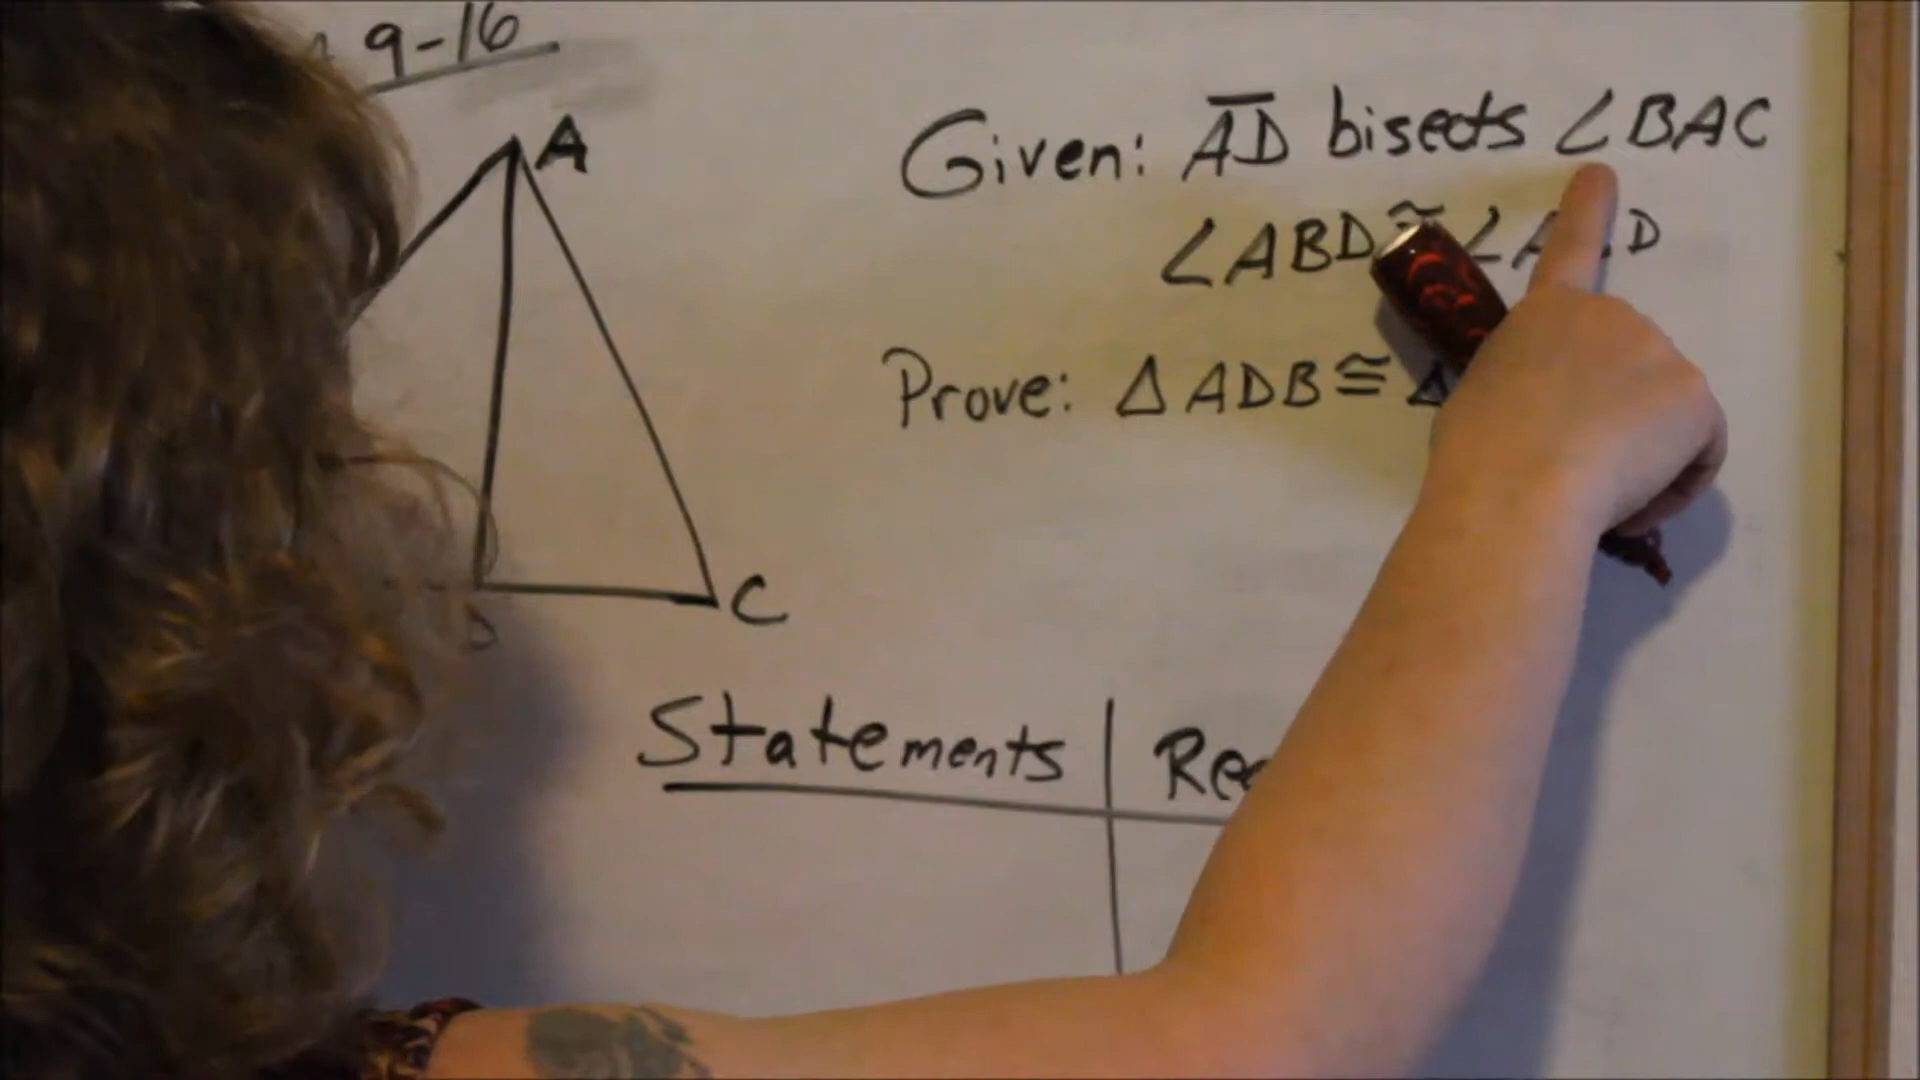 9-16
A
Given: AD bisects ∠BAC
∠ABD ≅ ∠
Prove: △ADB ≅ △
C
Statements